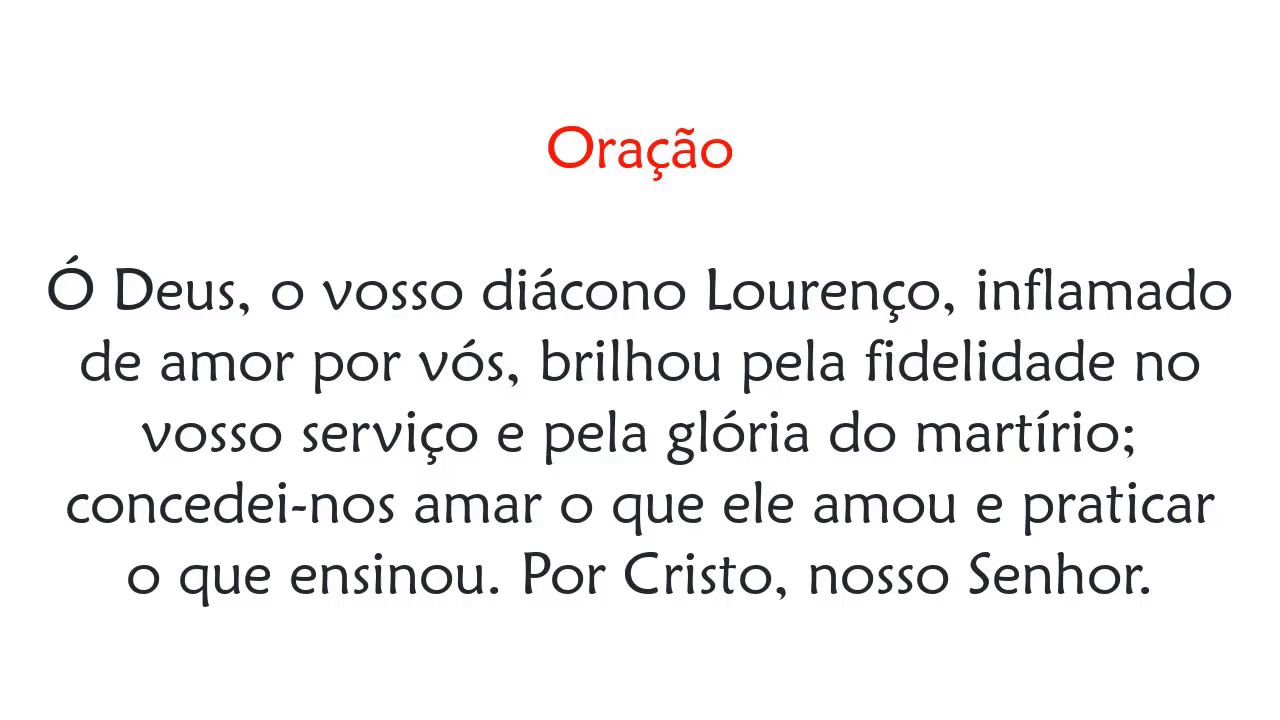 Oração
Ó Deus, o vosso diácono Lourenço, inflamado
de amor por vós, brilhou pela fidelidade no
vosso serviço e pela glória do martírio;
concedei-nos amar o que ele amou e praticar
o que ensinou. Por Cristo, nosso Senhor.